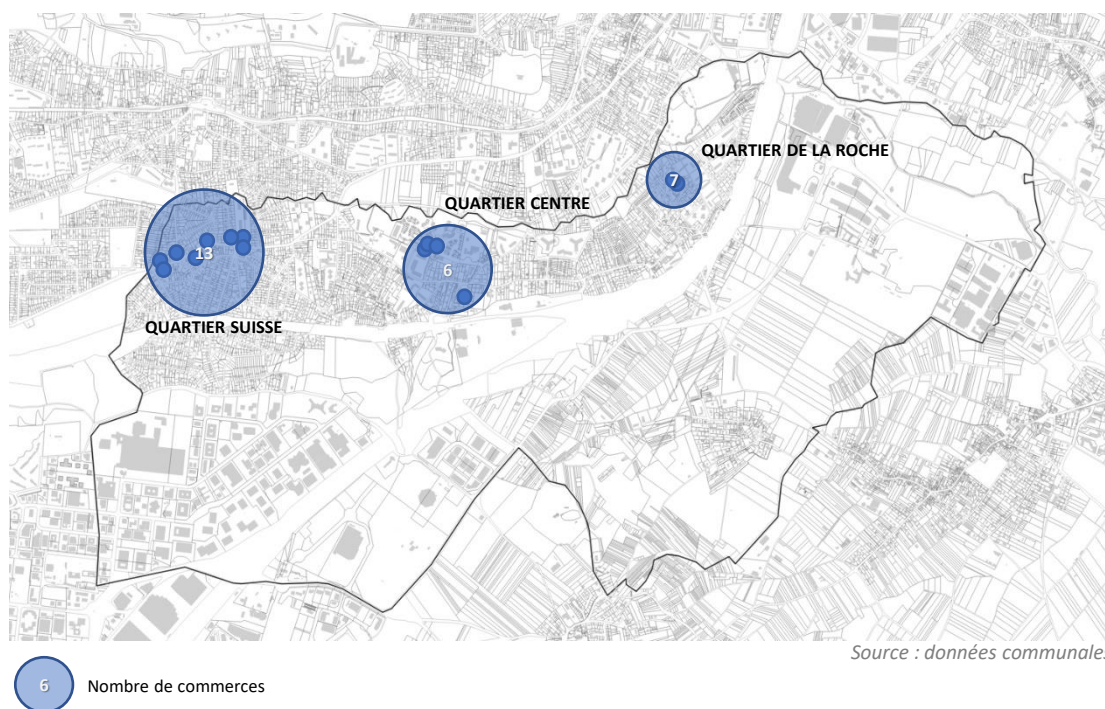 QUARTIER DE LA ROCHE
7
QUARTIER CENTRE
13
6
QUARTIER SUISSE
Source : données communales
6
Nombre de commerces